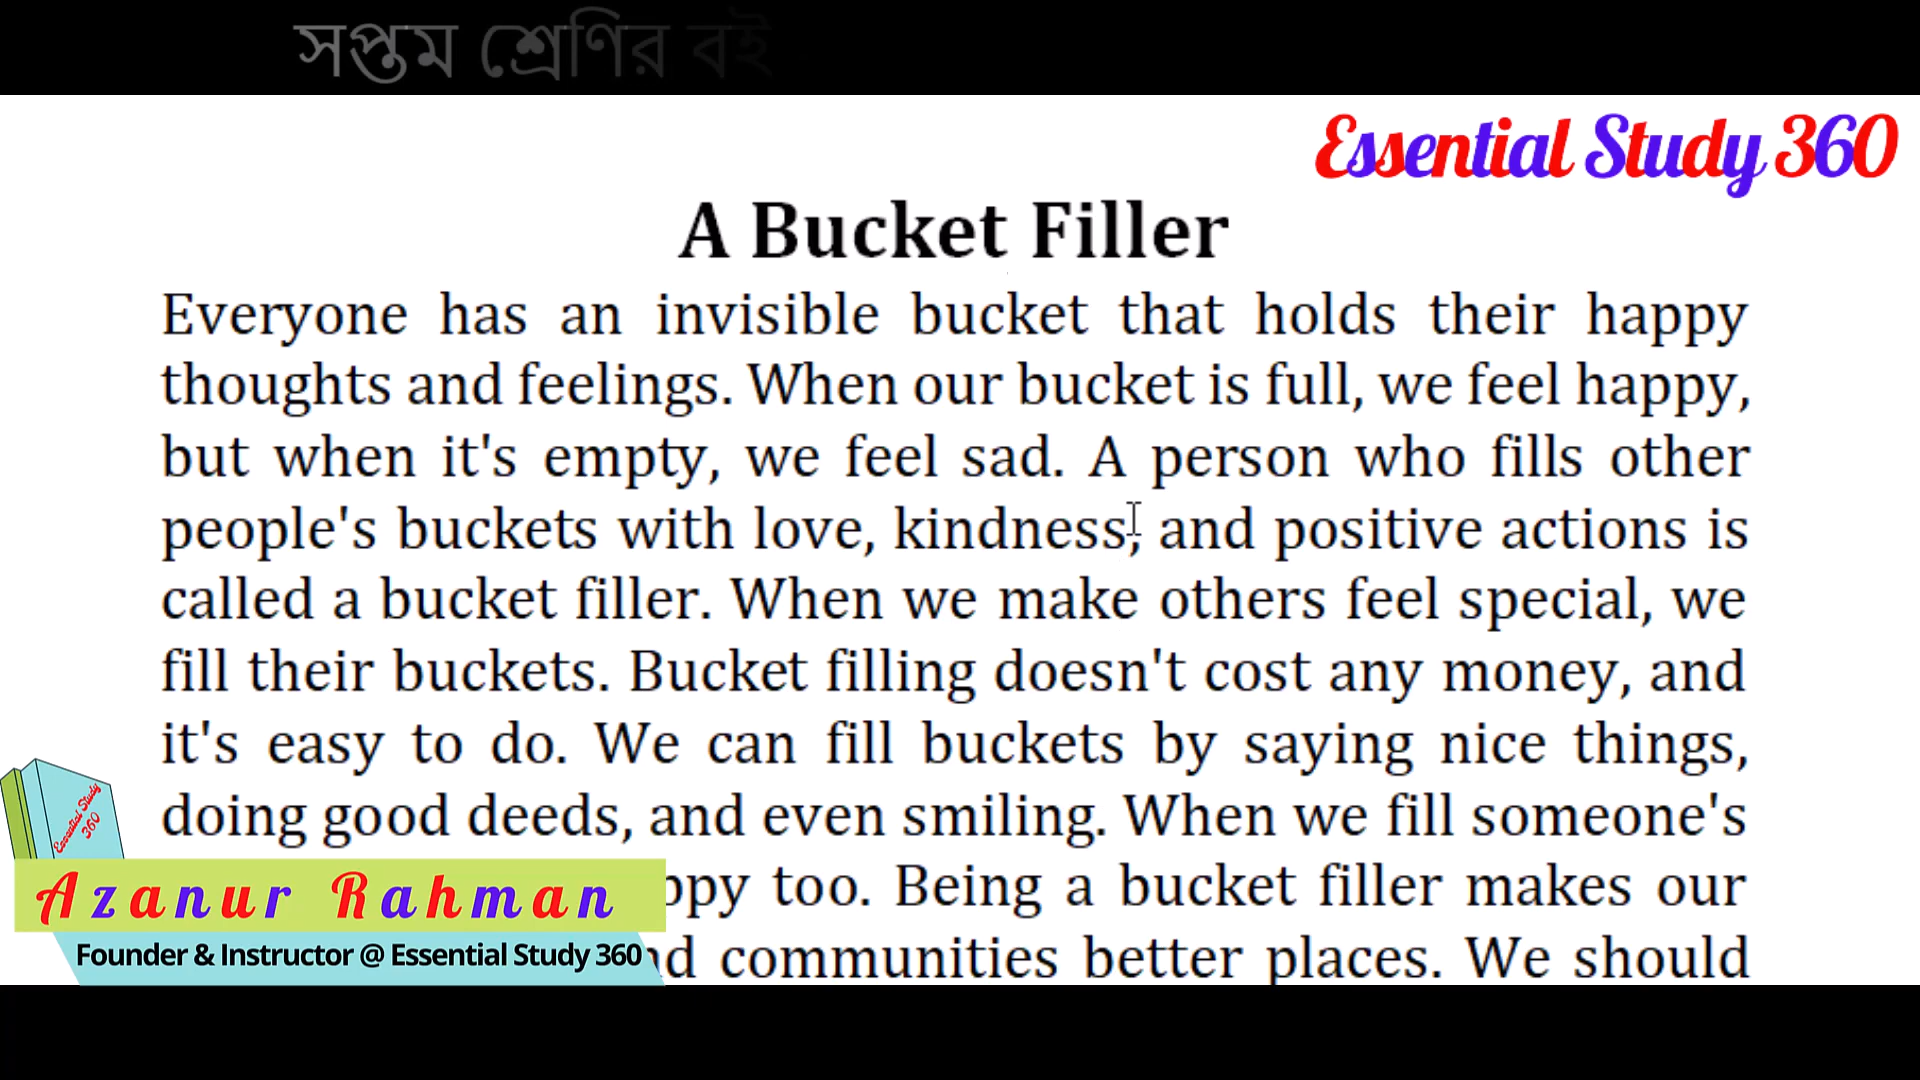 সপ্তম শ্রেণির বই
Essential Study 360
A Bucket Filler
Everyone has an invisible bucket that holds their happy
thoughts and feelings. When our bucket is full, we feel happy,
but when it's empty, we feel sad. A person who fills other
people's buckets with love, kindness, and positive actions is
called a bucket filler. When we make others feel special, we
fill their buckets. Bucket filling doesn't cost any money, and
it's easy to do. We can fill buckets by saying nice things,
doing good deeds, and even smiling. When we fill someone's
too. Being a bucket filler makes our
communities better places. We should
Essential Study
360
Azanur Rahman
Founder & Instructor @ Essential Study 360